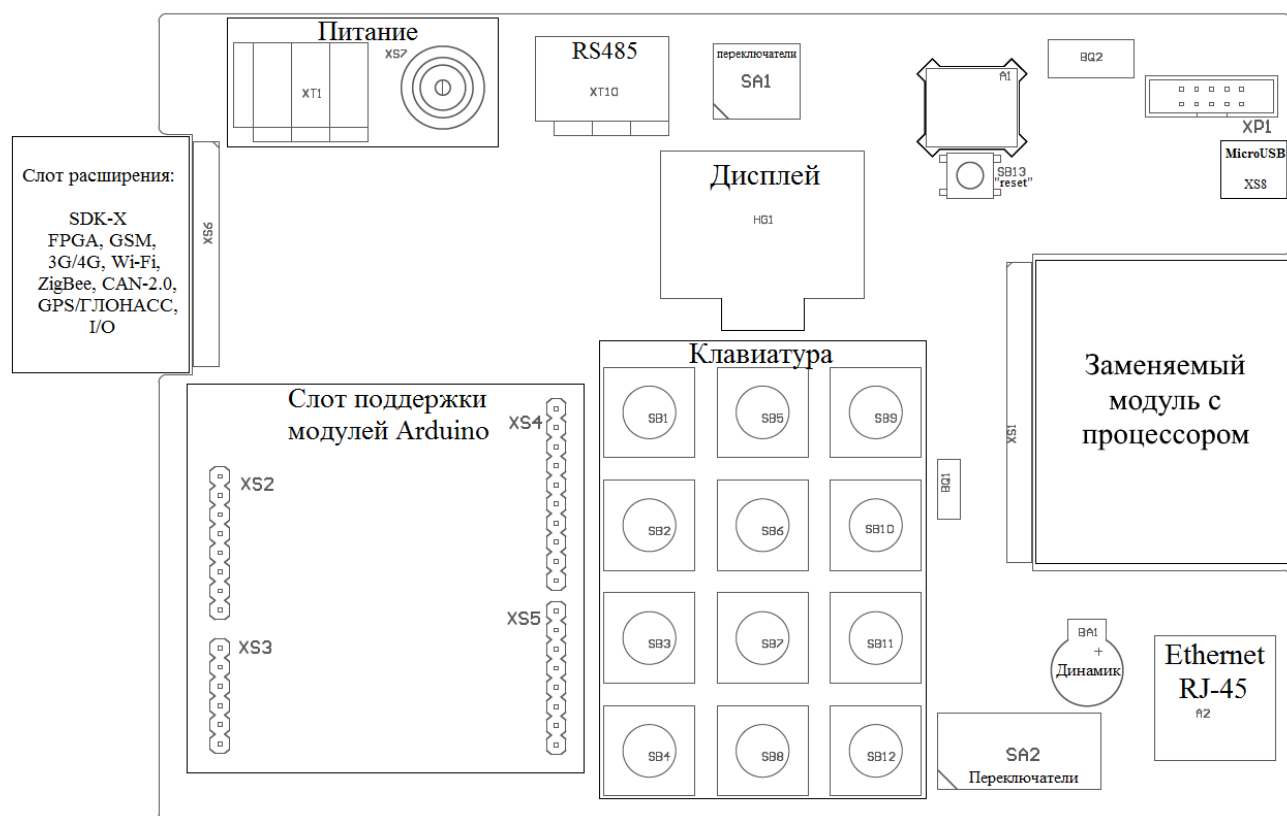 Питание
XS7
XT1
RS485
XT10
переключатели
SA1
A1
BQ2
XP1
SB13
"reset"
MicroUSB
XS8
Слот расширения:
SDK-X
FPGA, GSM,
3G/4G, Wi-Fi,
ZigBee, CAN-2.0,
GPS/ГЛОНАСС,
I/O
XS6
Дисплей
HG1
Заменяемый
модуль с
процессором
XS1
Слот поддержки
модулей Arduino
XS4
XS2
XS5
XS3
Клавиатура
SB1
SB5
SB9
SB2
SB6
SB10
SB3
SB7
SB11
SB4
SB8
SB12
BQ1
BA1
+
Динамик
Ethernet
RJ-45
A2
SA2
Переключатели